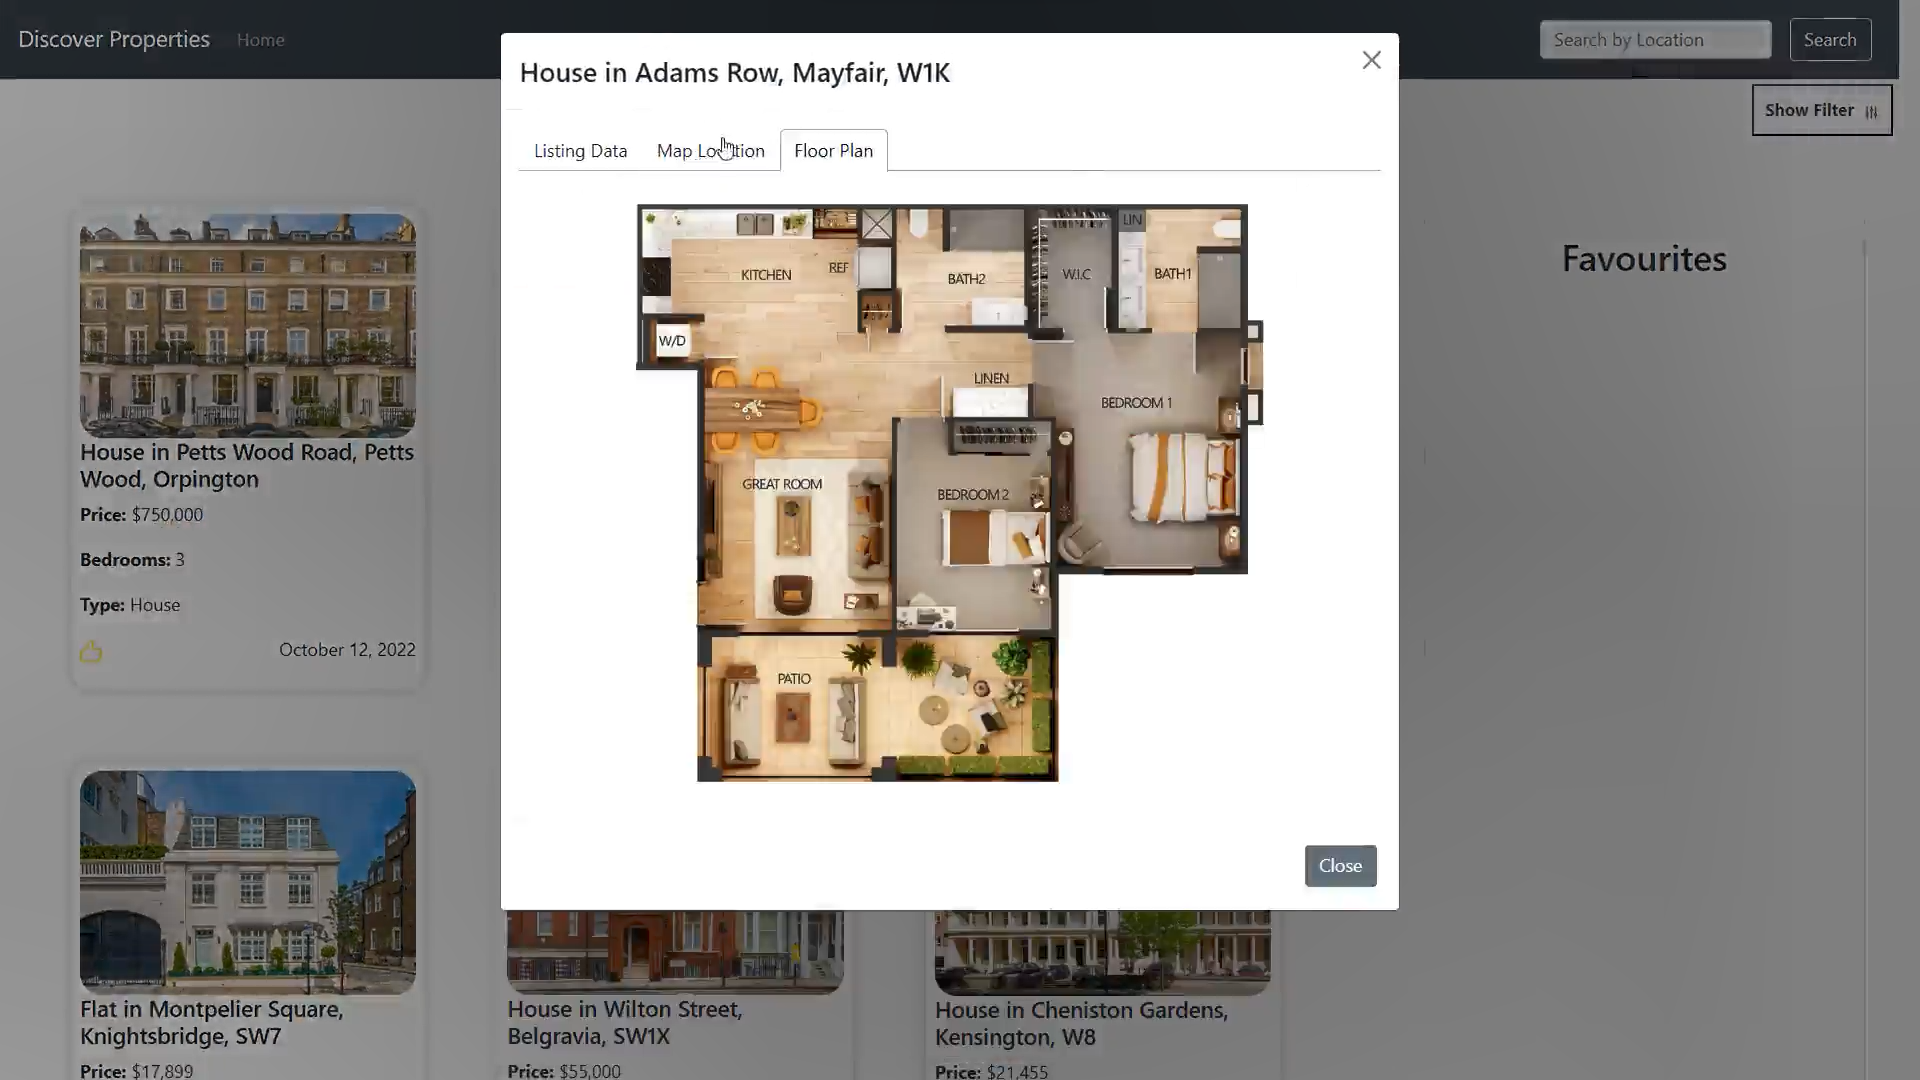 Discover Properties Home
Search by Location
Search
Show Filter
House in Adams Row, Mayfair, W1K
Listing Data
Map Location
Floor Plan
KITCHEN
REF
BATH2
W.I.C
LIN
BATH1
W/D
LINEN
BEDROOM 1
GREAT ROOM
BEDROOM 2
PATIO
Close
Favourites
House in Petts Wood Road, Petts
Wood, Orpington
Price: $750,000
Bedrooms: 3
Type: House
October 12, 2022
Flat in Montpelier Square,
Knightsbridge, SW7
Price: $17,899
House in Wilton Street,
Belgravia, SW1X
Price: $55,000
House in Cheniston Gardens,
Kensington, W8
Price: $21,455